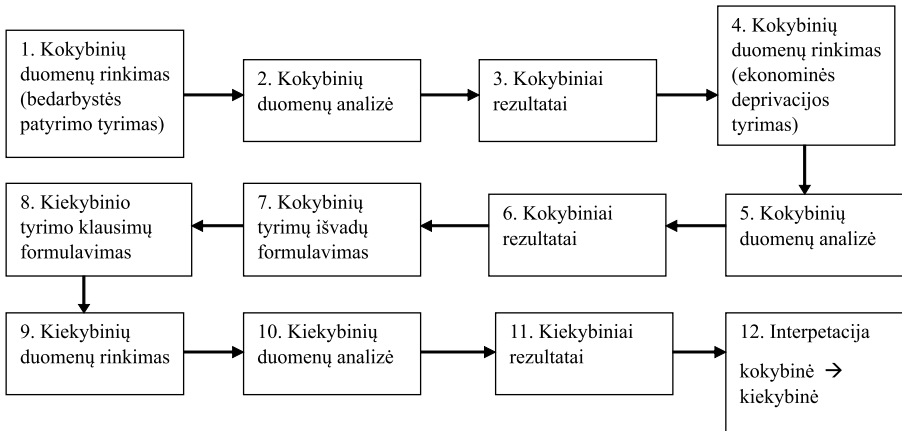 1. Kokybinių
duomenų rinkimas
(bedarbystės
patyrimo tyrimas)
2. Kokybinių
duomenų analizė
3. Kokybiniai
rezultatai
4. Kokybinių
duomenų rinkimas
(ekonominės
deprivacijos
tyrimas)
5. Kokybinių
duomenų analizė
6. Kokybiniai
rezultatai
7. Kokybinių
tyrimų išvadų
formulavimas
8. Kiekybinio
tyrimo klausimų
formulavimas
9. Kiekybinių
duomenų rinkimas
10. Kiekybinių
duomenų analizė
11. Kiekybiniai
rezultatai
12. Interpetacija
kokybinė →
kiekybinė